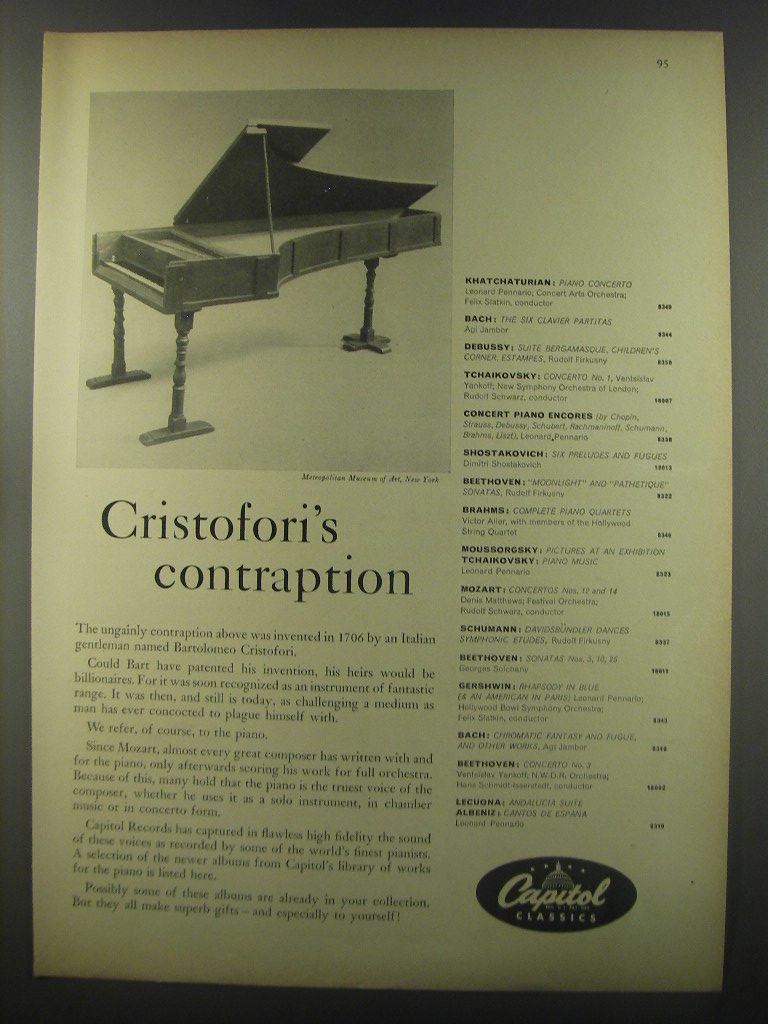 95
Metropolitan Museum of Art, New York
Cristofori's
contraption
The ungainly contraption above was invented in 1706 by an Italian
gentleman named Bartolomeo Cristofori.
Could Bart have patented his invention, his heirs would be
billionaires. For it was soon recognized as an instrument of fantastic
range. It was then, and still is today, as challenging a medium as
man has ever concocted to plague himself with.
We refer, of course, to the piano.
Since Mozart, almost every great composer has written with and
for the piano, only afterwards scoring his work for full orchestra.
Because of this, many hold that the piano is the truest voice of the
composer, whether he uses it as a solo instrument, in chamber
music or in concerto form.
Capitol Records has captured in flawless high fidelity the sound
of these voices as recorded by some of the world's finest pianists.
A selection of the newer albums from Capitol's library of works
for the piano is listed here.
Possibly some of these albums are already in your collection.
But they all make superb gifts – and especially to yourself!
KHATCHATURIAN: PIANO CONCERTO
Leonard Pennario; Concert Arts Orchestra;
Felix Slatkin, conductor 8349
BACH: THE SIX CLAVIER PARTITAS
Agi Jambor 8344
DEBUSSY: SUITE BERGAMASQUE, CHILDREN'S
CORNER, ESTAMPES, Rudolf Firkusny 8350
TCHAIKOVSKY: CONCERTO No. 1, Ventsislav
Yankoff; New Symphony Orchestra of London;
Rudolf Schwarz, conductor 18007
CONCERT PIANO ENCORES (by Chopin,
Strauss, Debussy, Schubert, Rachmaninoff, Schumann,
Brahms, Liszt), Leonard Pennario 8338
SHOSTAKOVICH: SIX PRELUDES AND FUGUES
Dimitri Shostakovich 18013
BEETHOVEN: "MOONLIGHT" AND "PATHETIQUE"
SONATAS, Rudolf Firkusny 8322
BRAHMS: COMPLETE PIANO QUARTETS
Victor Aller, with members of the Hollywood
String Quartet 8346
MOUSSORGSKY: PICTURES AT AN EXHIBITION
TCHAIKOVSKY: PIANO MUSIC
Leonard Pennario 8323
MOZART: CONCERTOS Nos. 12 and 14
Denis Matthews; Festival Orchestra;
Rudolf Schwarz, conductor 18015
SCHUMANN: DAVIDSBÜNDLER DANCES
SYMPHONIC ETUDES, Rudolf Firkusny 8337
BEETHOVEN: SONATAS Nos. 3, 10, 25
Georges Solchany 18011
GERSHWIN: RHAPSODY IN BLUE
(& AN AMERICAN IN PARIS) Leonard Pennario;
Hollywood Bowl Symphony Orchestra;
Felix Slatkin, conductor 8343
BACH: CHROMATIC FANTASY AND FUGUE,
AND OTHER WORKS, Agi Jambor 8348
BEETHOVEN: CONCERTO No. 3
Ventsislav Yankoff; N.W.D.R. Orchestra;
Hans Schmidt-Isserstedt, conductor 18002
LECUONA: ANDALUCIA SUITE
ALBENIZ: CANTOS DE ESPANA
Leonard Pennario 8319
Capitol
CLASSICS